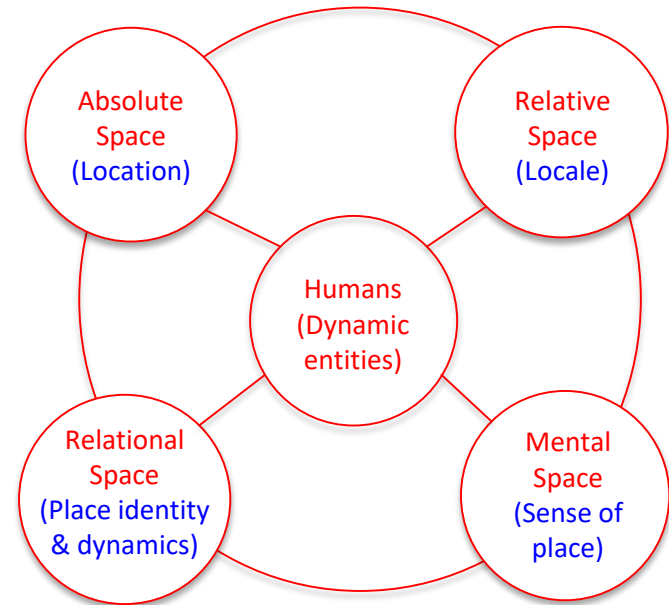 Absolute
Space
(Location)
Relative
Space
(Locale)
Humans
(Dynamic
entities)
Relational
Space
(Place identity
& dynamics)
Mental
Space
(Sense of
place)